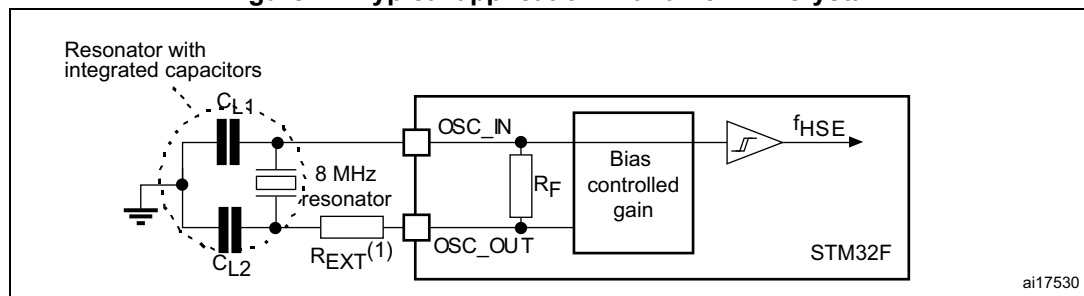 Resonator with
integrated capacitors
CL1
OSC_IN
fHSE
8 MHz
resonator
RF
Bias
controlled
gain
REXT(1)
OSC_OUT
CL2
STM32F
ai17530